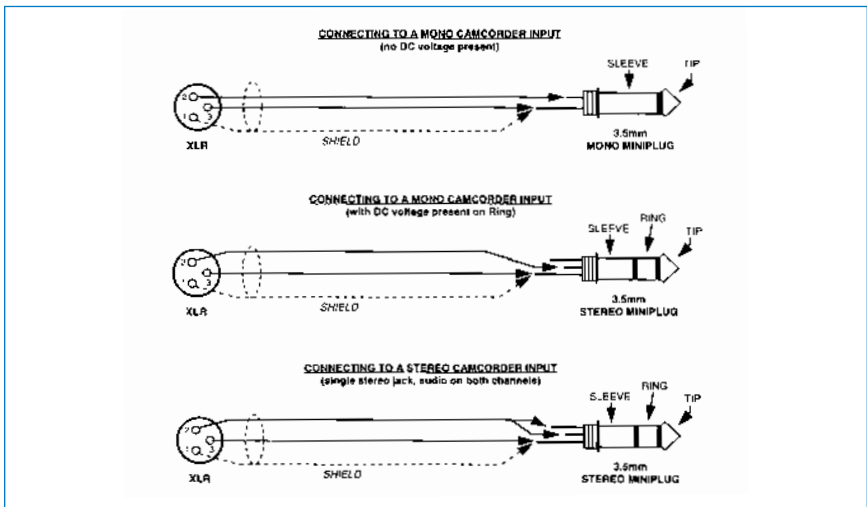 CONNECTING TO A MONO CAMCORDER INPUT
(no DC voltage present)
SLEEVE
TIP
2
1
3
XLR
SHIELD
3.5mm
MONO MINIPLUG
CONNECTING TO A MONO CAMCORDER INPUT
(with DC voltage present on Ring)
SLEEVE
RING
TIP
2
1
3
XLR
SHIELD
3.5mm
STEREO MINIPLUG
CONNECTING TO A STEREO CAMCORDER INPUT
(single stereo jack, audio on both channels)
SLEEVE
RING
TIP
2
1
3
XLR
SHIELD
3.5mm
STEREO MINIPLUG